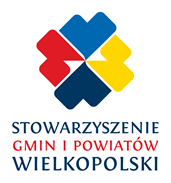 STOWARZYSZENIE
GMIN I POWIATÓW
WIELKOPOLSKI